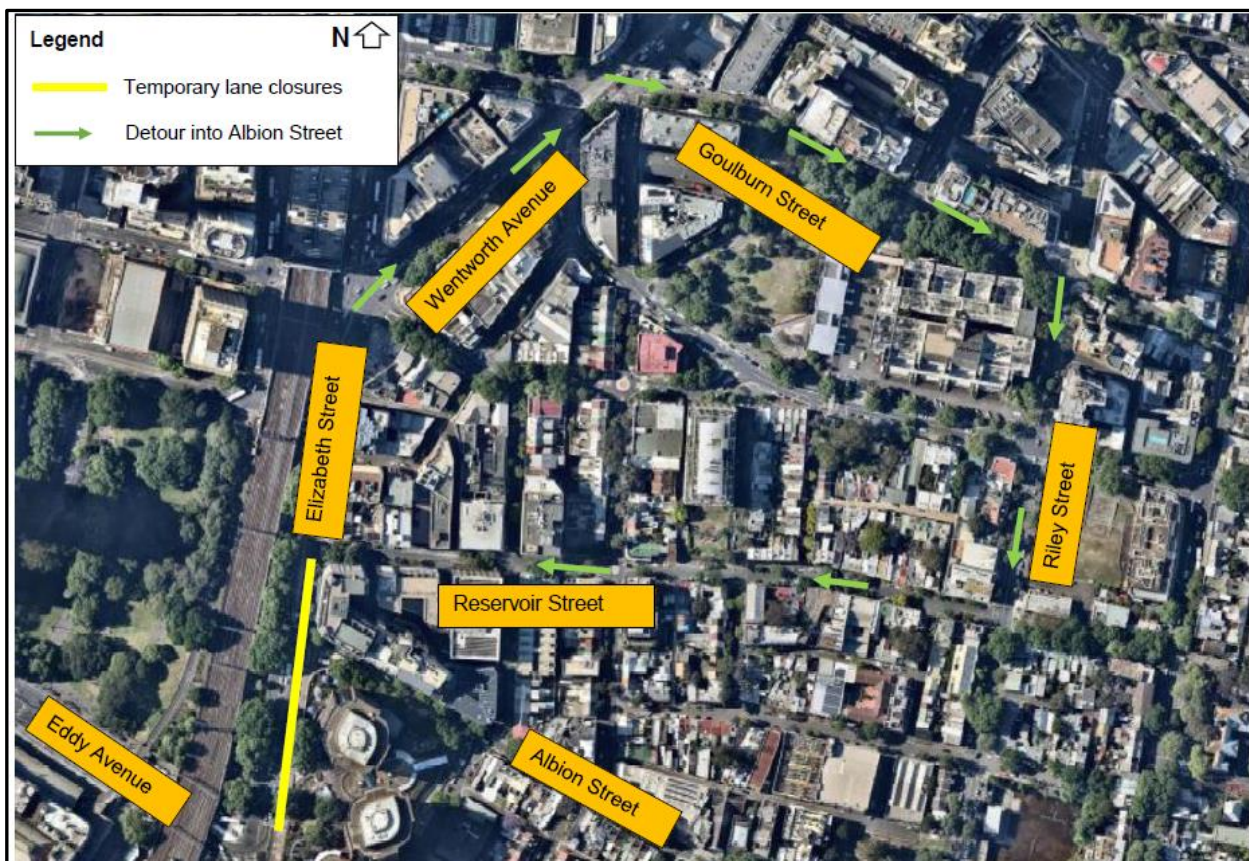 Legend
N
Temporary lane closures
Detour into Albion Street
Goulburn Street
Wentworth Avenue
Elizabeth Street
Riley Street
Reservoir Street
Eddy Avenue
Albion Street